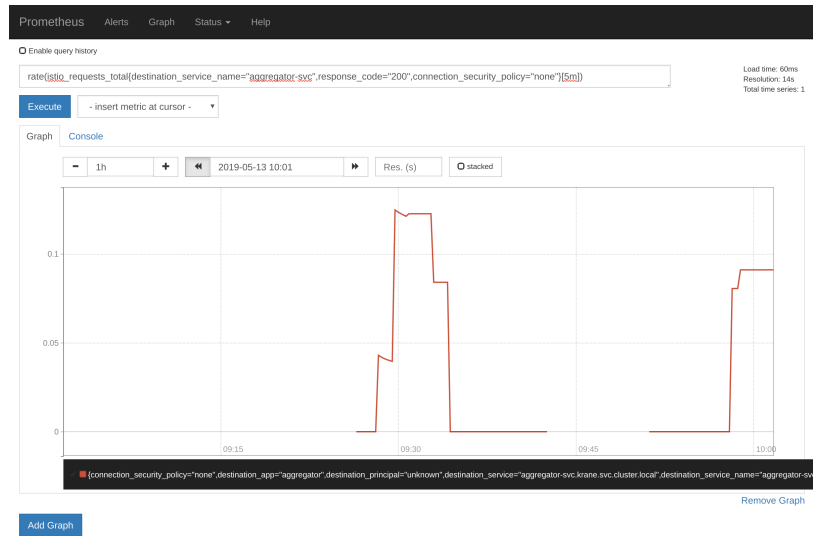 Prometheus Alerts Graph Status Help
Enable query history
rate(istio_requests_total{destination_service_name="aggregator-svc",response_code="200",connection_security_policy="none"}[5m])
Load time: 60ms
Resolution: 14s
Total time series: 1
Execute - insert metric at cursor -
Graph Console
1h 2019-05-13 10:01 Res. (s) stacked
0.1
0.05
0
09:15 09:30 09:45 10:00
{connection_security_policy="none",destination_app="aggregator",destination_principal="unknown",destination_service="aggregator-svc.krane.svc.cluster.local",destination_service_name="aggregator-sv
Remove Graph
Add Graph